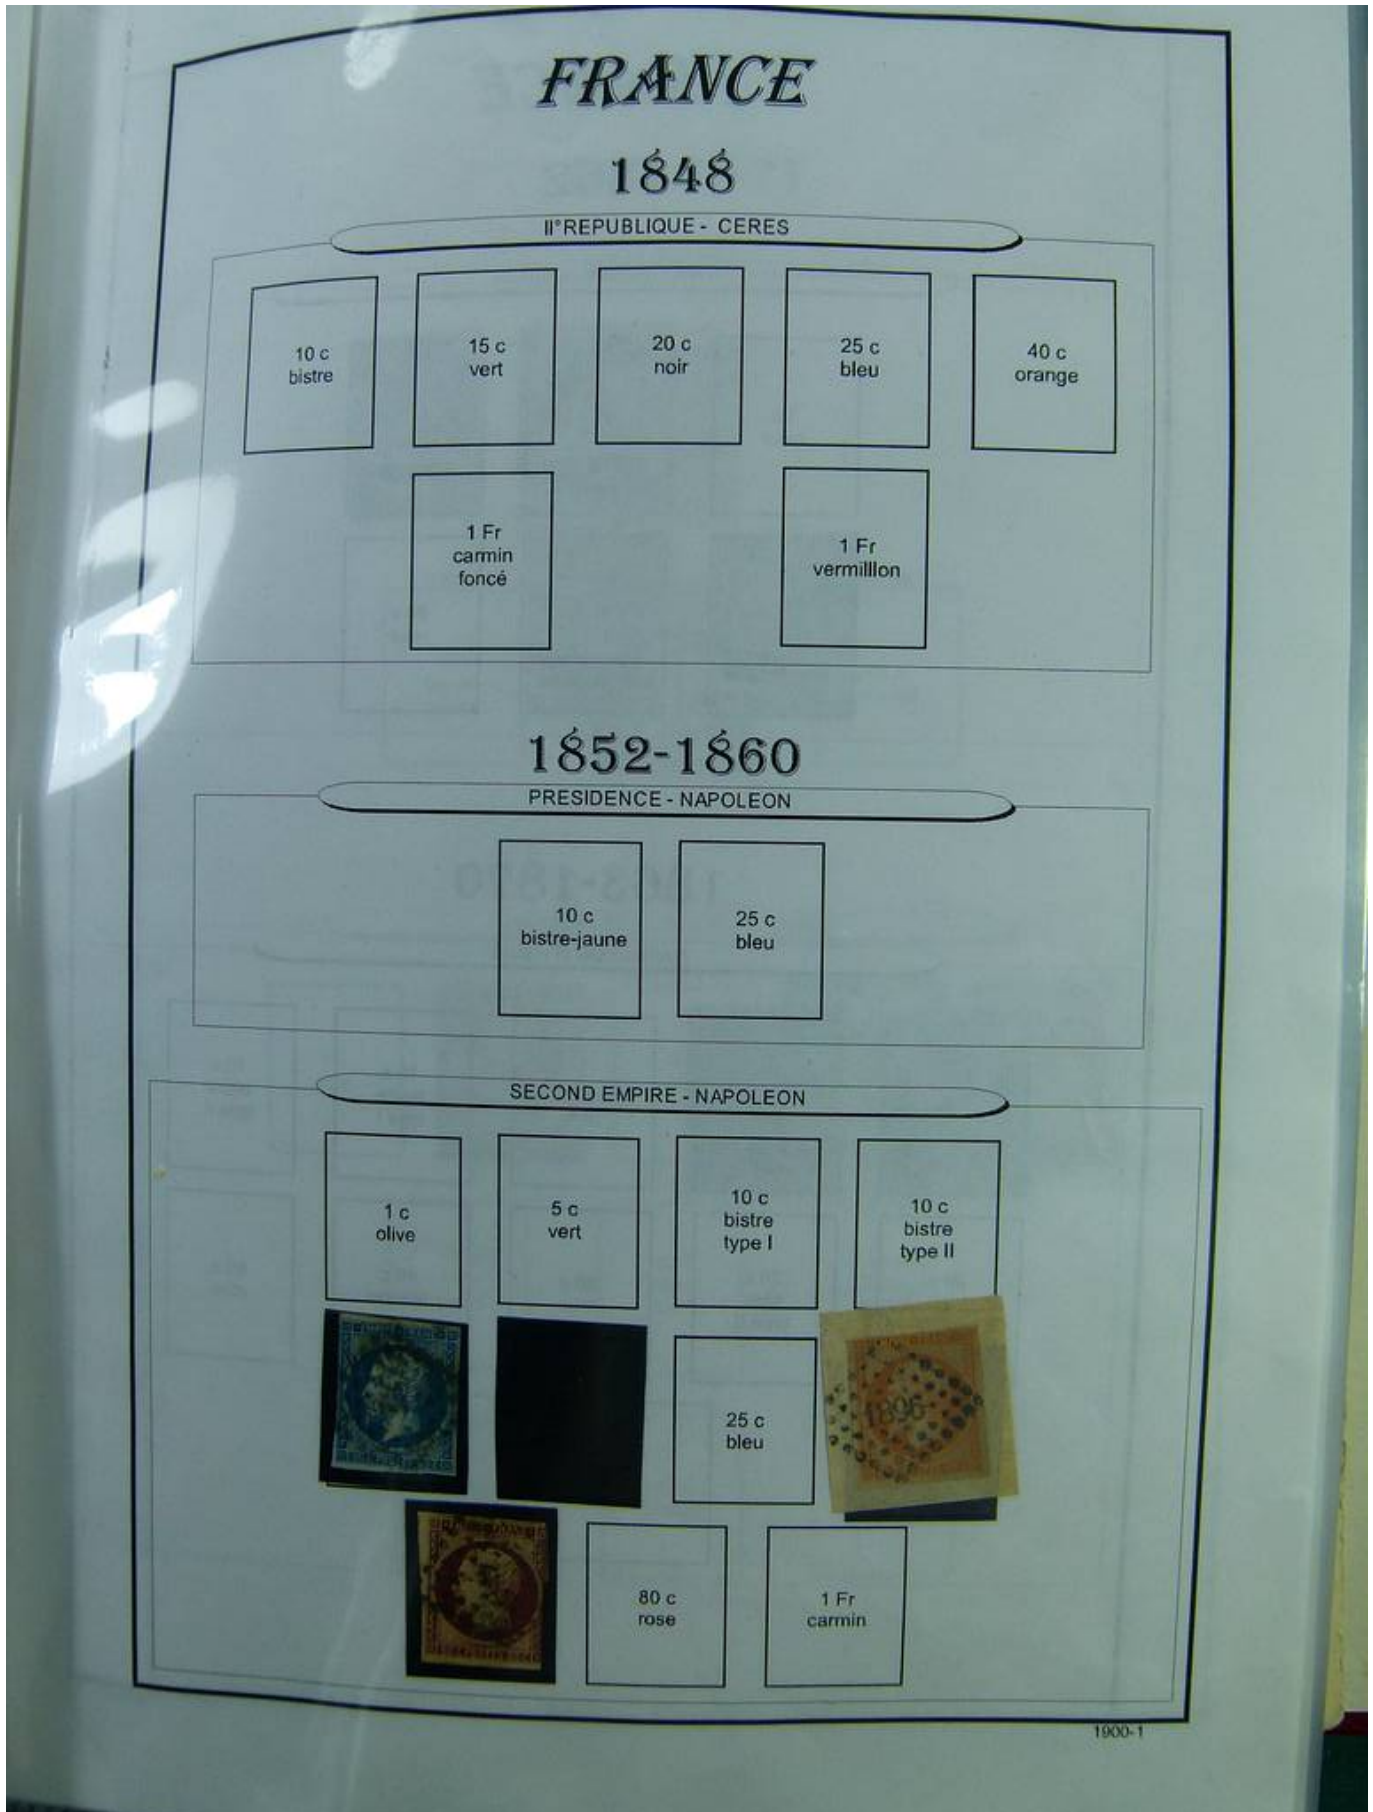 FRANCE
1848
II°REPUBLIQUE - CERES
10 c
bistre
15 c
vert
20 c
noir
25 c
bleu
40 c
orange
1 Fr
carmin
foncé
1 Fr
vermilllon
1852-1860
PRESIDENCE - NAPOLEON
10 c
bistre-jaune
25 c
bleu
SECOND EMPIRE - NAPOLEON
1 c
olive
5 c
vert
10 c
bistre
type I
10 c
bistre
type II
25 c
bleu
1896
80 c
rose
1 Fr
carmin
1900-1